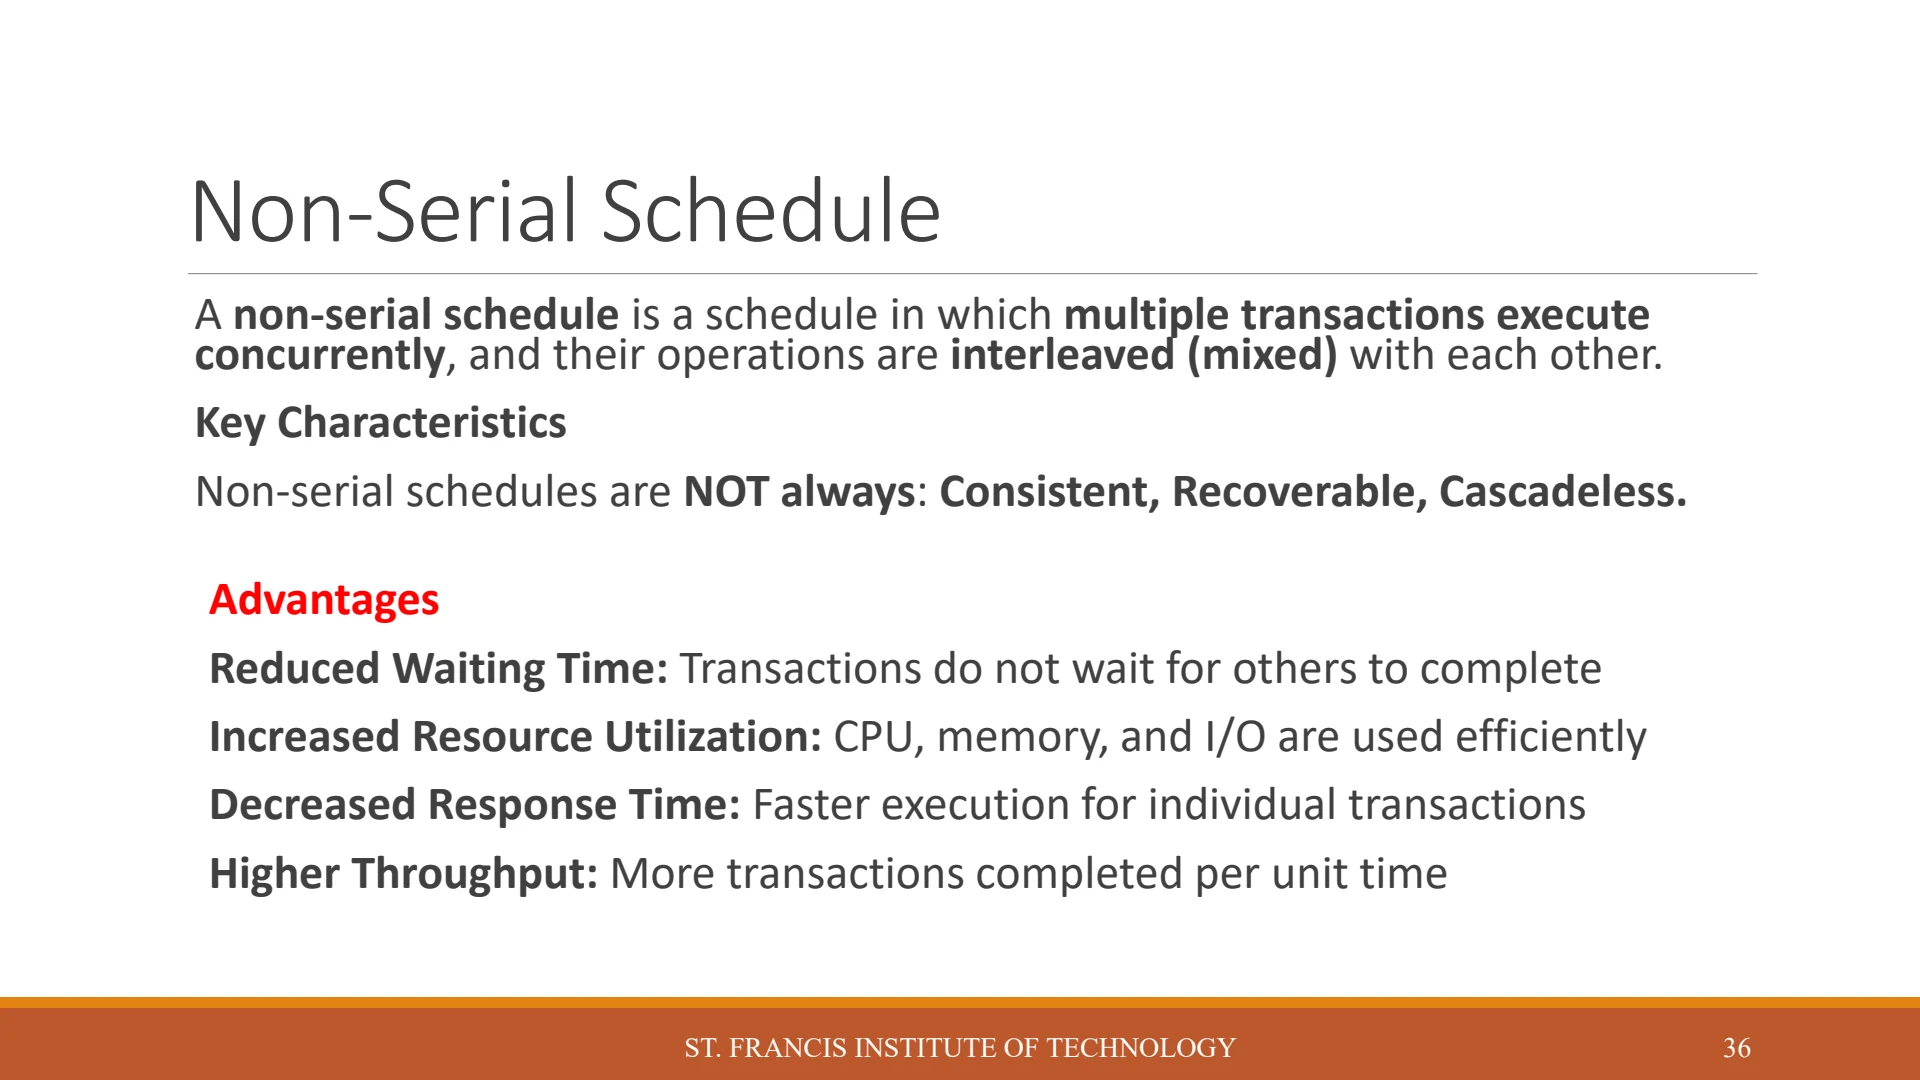 Non-Serial Schedule
A non-serial schedule is a schedule in which multiple transactions execute
concurrently, and their operations are interleaved (mixed) with each other.
Key Characteristics
Non-serial schedules are NOT always: Consistent, Recoverable, Cascadeless.
Advantages
Reduced Waiting Time: Transactions do not wait for others to complete
Increased Resource Utilization: CPU, memory, and I/O are used efficiently
Decreased Response Time: Faster execution for individual transactions
Higher Throughput: More transactions completed per unit time
ST. FRANCIS INSTITUTE OF TECHNOLOGY
36